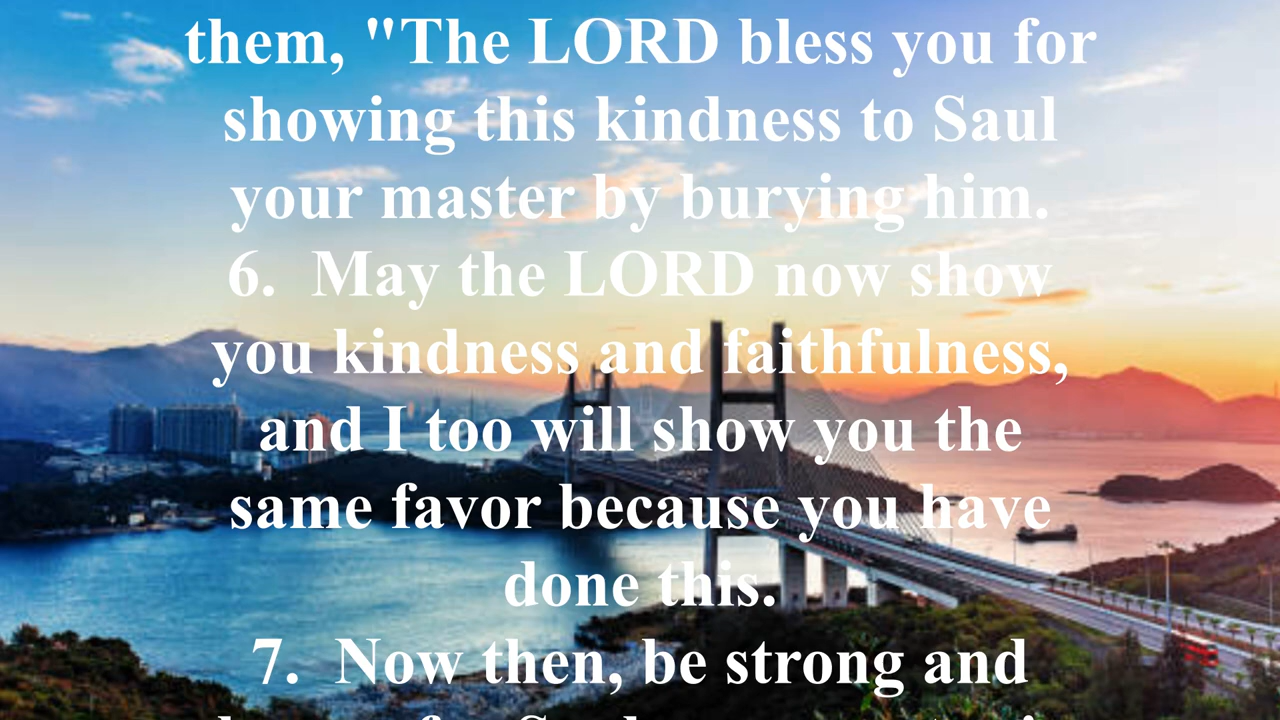 them, "The LORD bless you for
showing this kindness to Saul
your master by burying him.
6.  May the LORD now show
you kindness and faithfulness,
and I too will show you the
same favor because you have
done this.
7.  Now then, be strong and